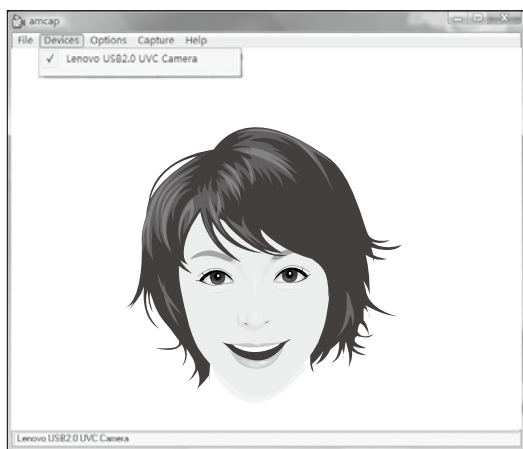 amcap
File Devices Options Capture Help
✓ Lenovo USB2.0 UVC Camera
Lenovo USB2.0 UVC Camera